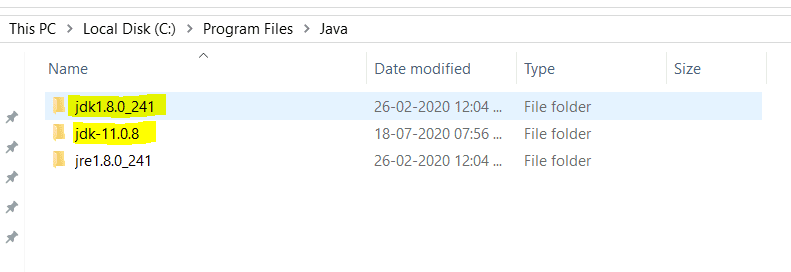 This PC > Local Disk (C:) > Program Files > Java
Name Date modified Type Size
jdk1.8.0_241 26-02-2020 12:04 ... File folder
jdk-11.0.8 18-07-2020 07:56 ... File folder
jre1.8.0_241 26-02-2020 12:04 ... File folder